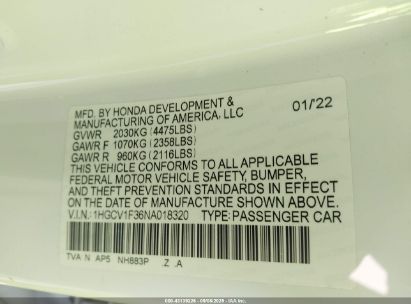 MFD. BY HONDA DEVELOPMENT & 01/22
MANUFACTURING OF AMERICA, LLC
GVWR 2030KG (4475LBS)
GAWR F 1070KG (2358LBS)
GAWR R 960KG (2116LBS)
THIS VEHICLE CONFORMS TO ALL APPLICABLE
FEDERAL MOTOR VEHICLE SAFETY, BUMPER,
AND THEFT PREVENTION STANDARDS IN EFFECT
ON THE DATE OF MANUFACTURE SHOWN ABOVE.
V.I.N.: 1HGCV1F36NA018320 TYPE: PASSENGER CAR
TVA N AP5 NH883P .Z .A